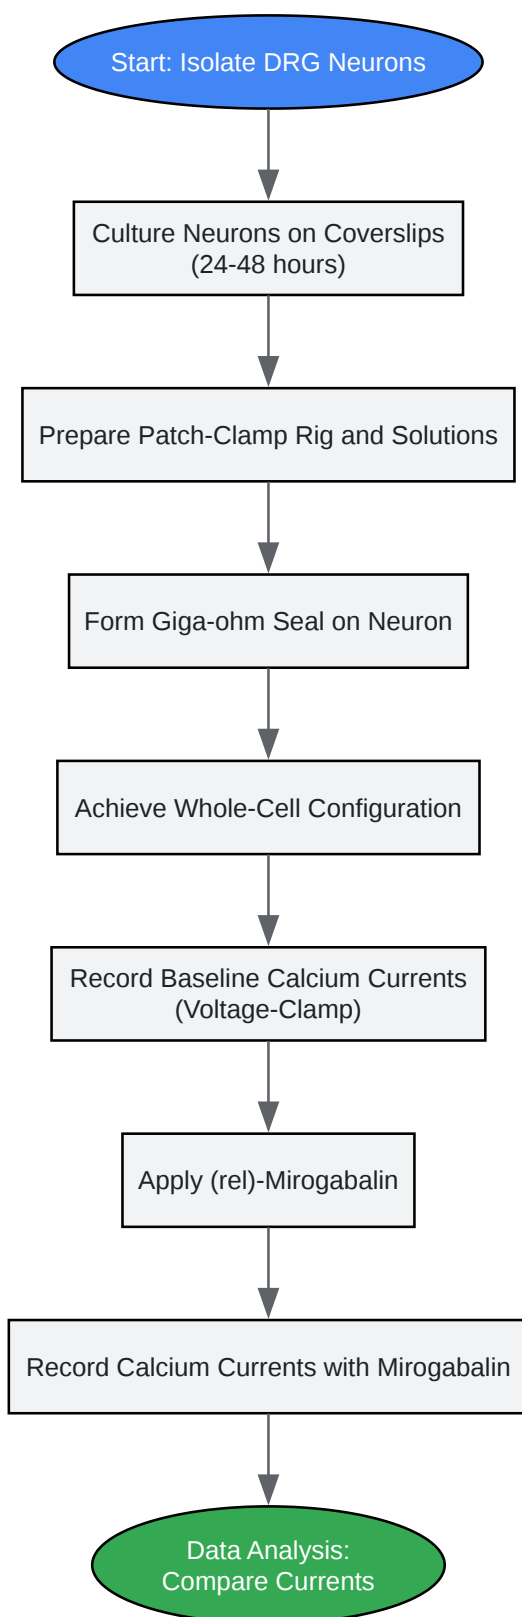 Start: Isolate DRG Neurons
Culture Neurons on Coverslips
(24-48 hours)
Prepare Patch-Clamp Rig and Solutions
Form Giga-ohm Seal on Neuron
Achieve Whole-Cell Configuration
Record Baseline Calcium Currents
(Voltage-Clamp)
Apply (rel)-Mirogabalin
Record Calcium Currents with Mirogabalin
Data Analysis:
Compare Currents